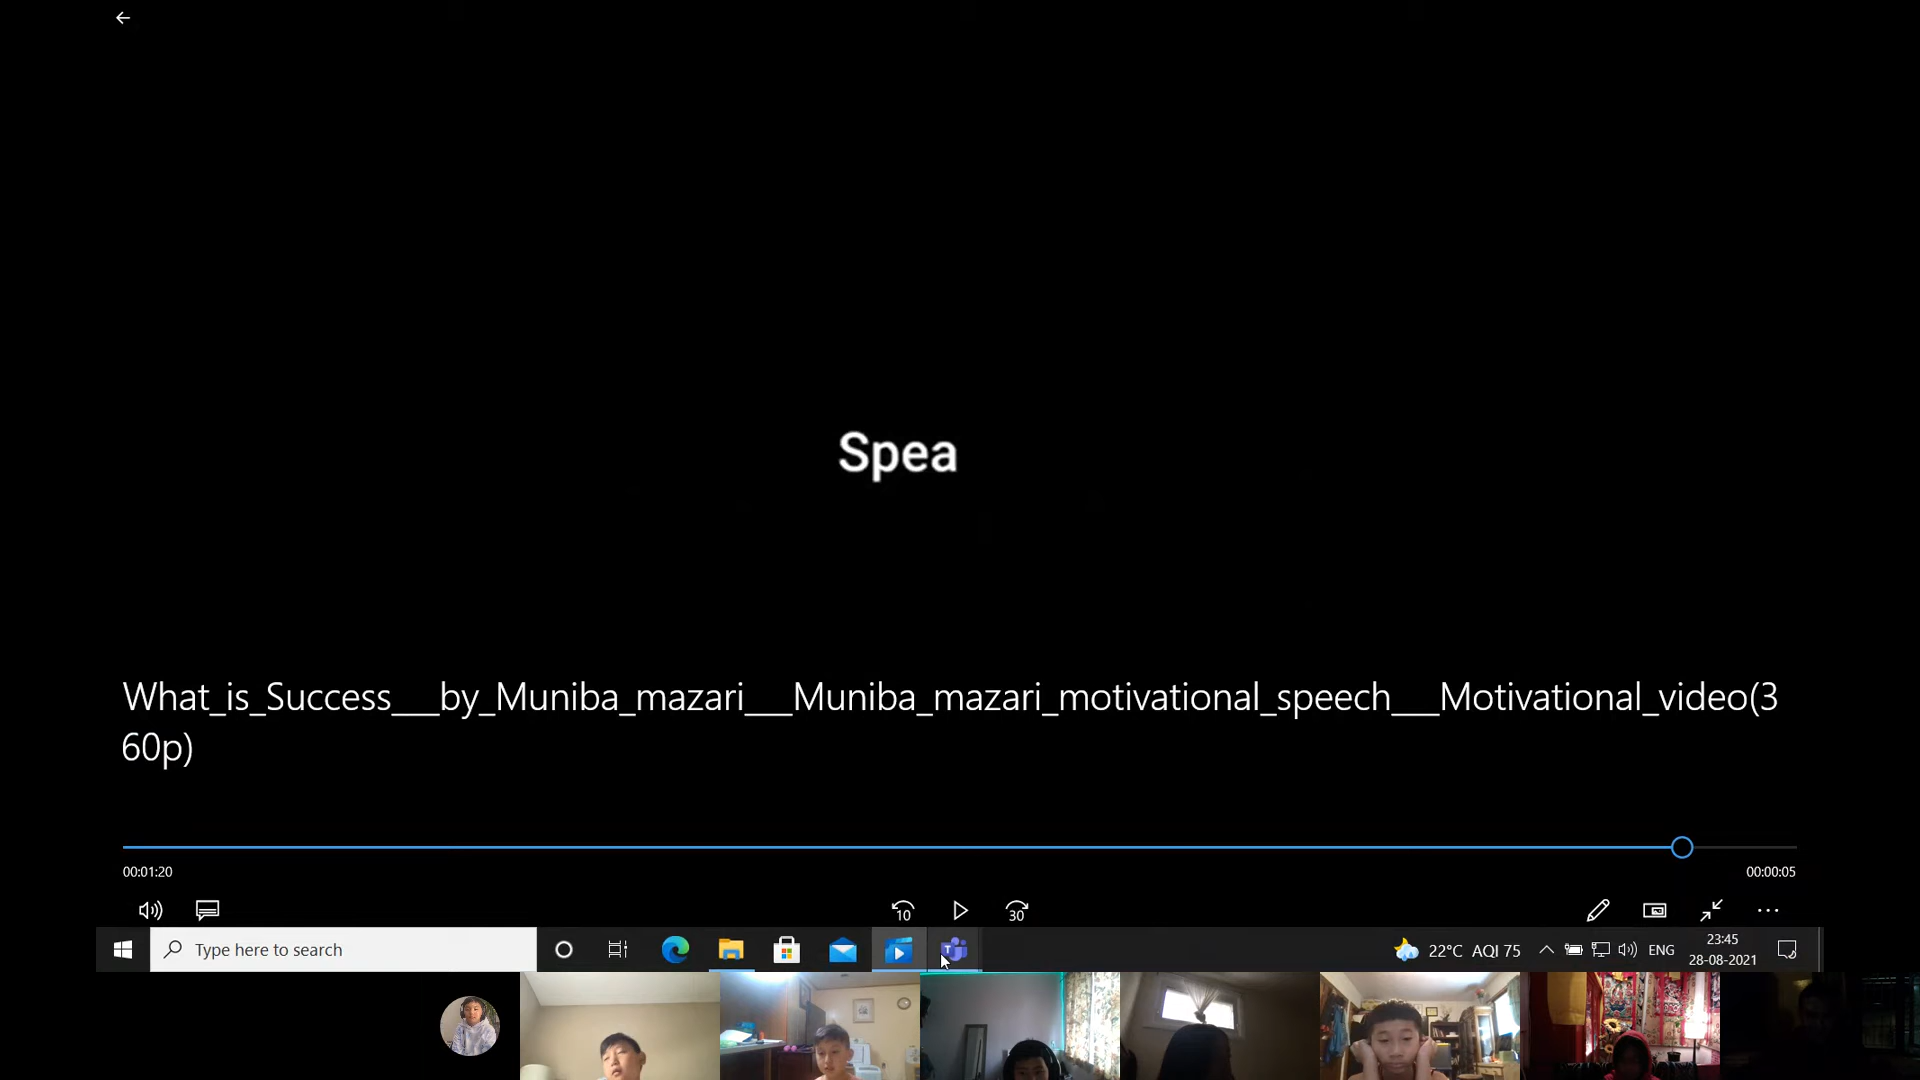 Spea
What_is_Success___by_Muniba_mazari___Muniba_mazari_motivational_speech___Motivational_video(3
60p)
00:01:20
00:00:05
10
30
Type here to search
22°C AQI 75
ENG
23:45
28-08-2021